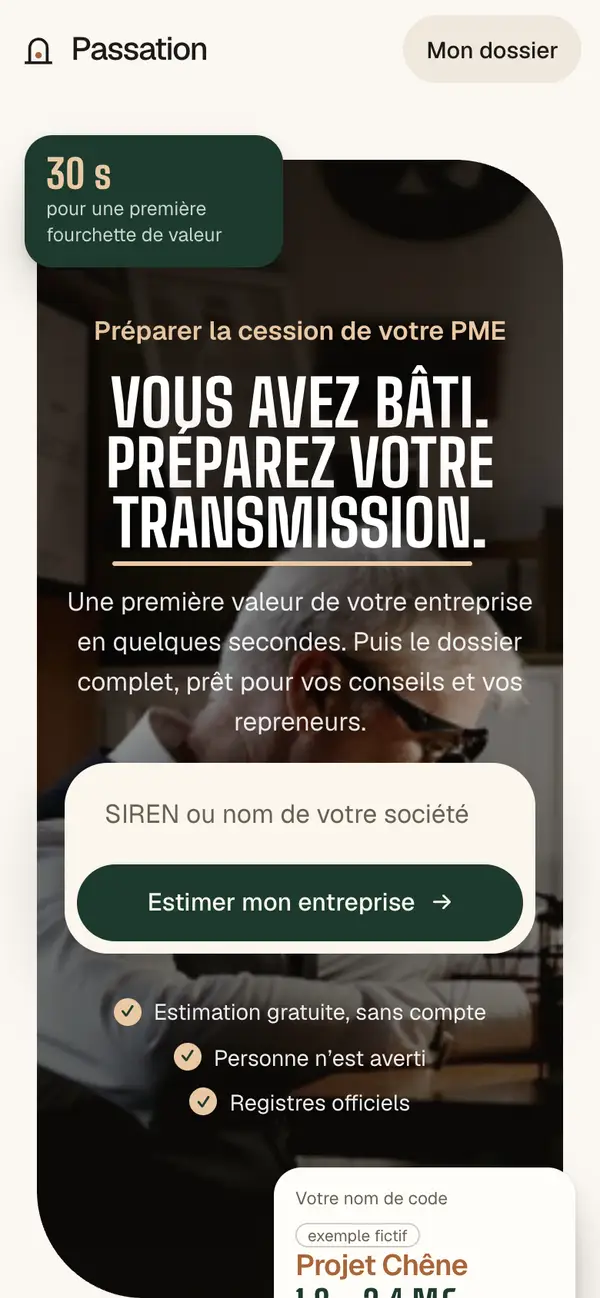 Passation
Mon dossier
30 s
pour une première
fourchette de valeur
Préparer la cession de votre PME
VOUS AVEZ BÂTI.
PRÉPAREZ VOTRE
TRANSMISSION.
Une première valeur de votre entreprise
en quelques secondes. Puis le dossier
complet, prêt pour vos conseils et vos
repreneurs.
SIREN ou nom de votre société
Estimer mon entreprise →
Estimation gratuite, sans compte
Personne n’est averti
Registres officiels
Votre nom de code
exemple fictif
Projet Chêne